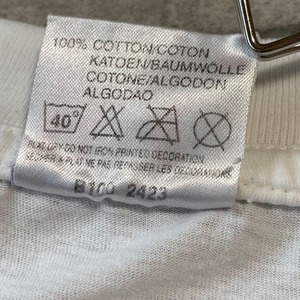 100% COTTON/COTON
KATOEN/BAUMWOLLE
COTONE/ALGODON
ALGODAO
40°
FLAT DRY DO NOT IRON PRINTED DECORATION
SECHER A PLAT NE PAS REPASSER LES DECORATIONS
B100 2423